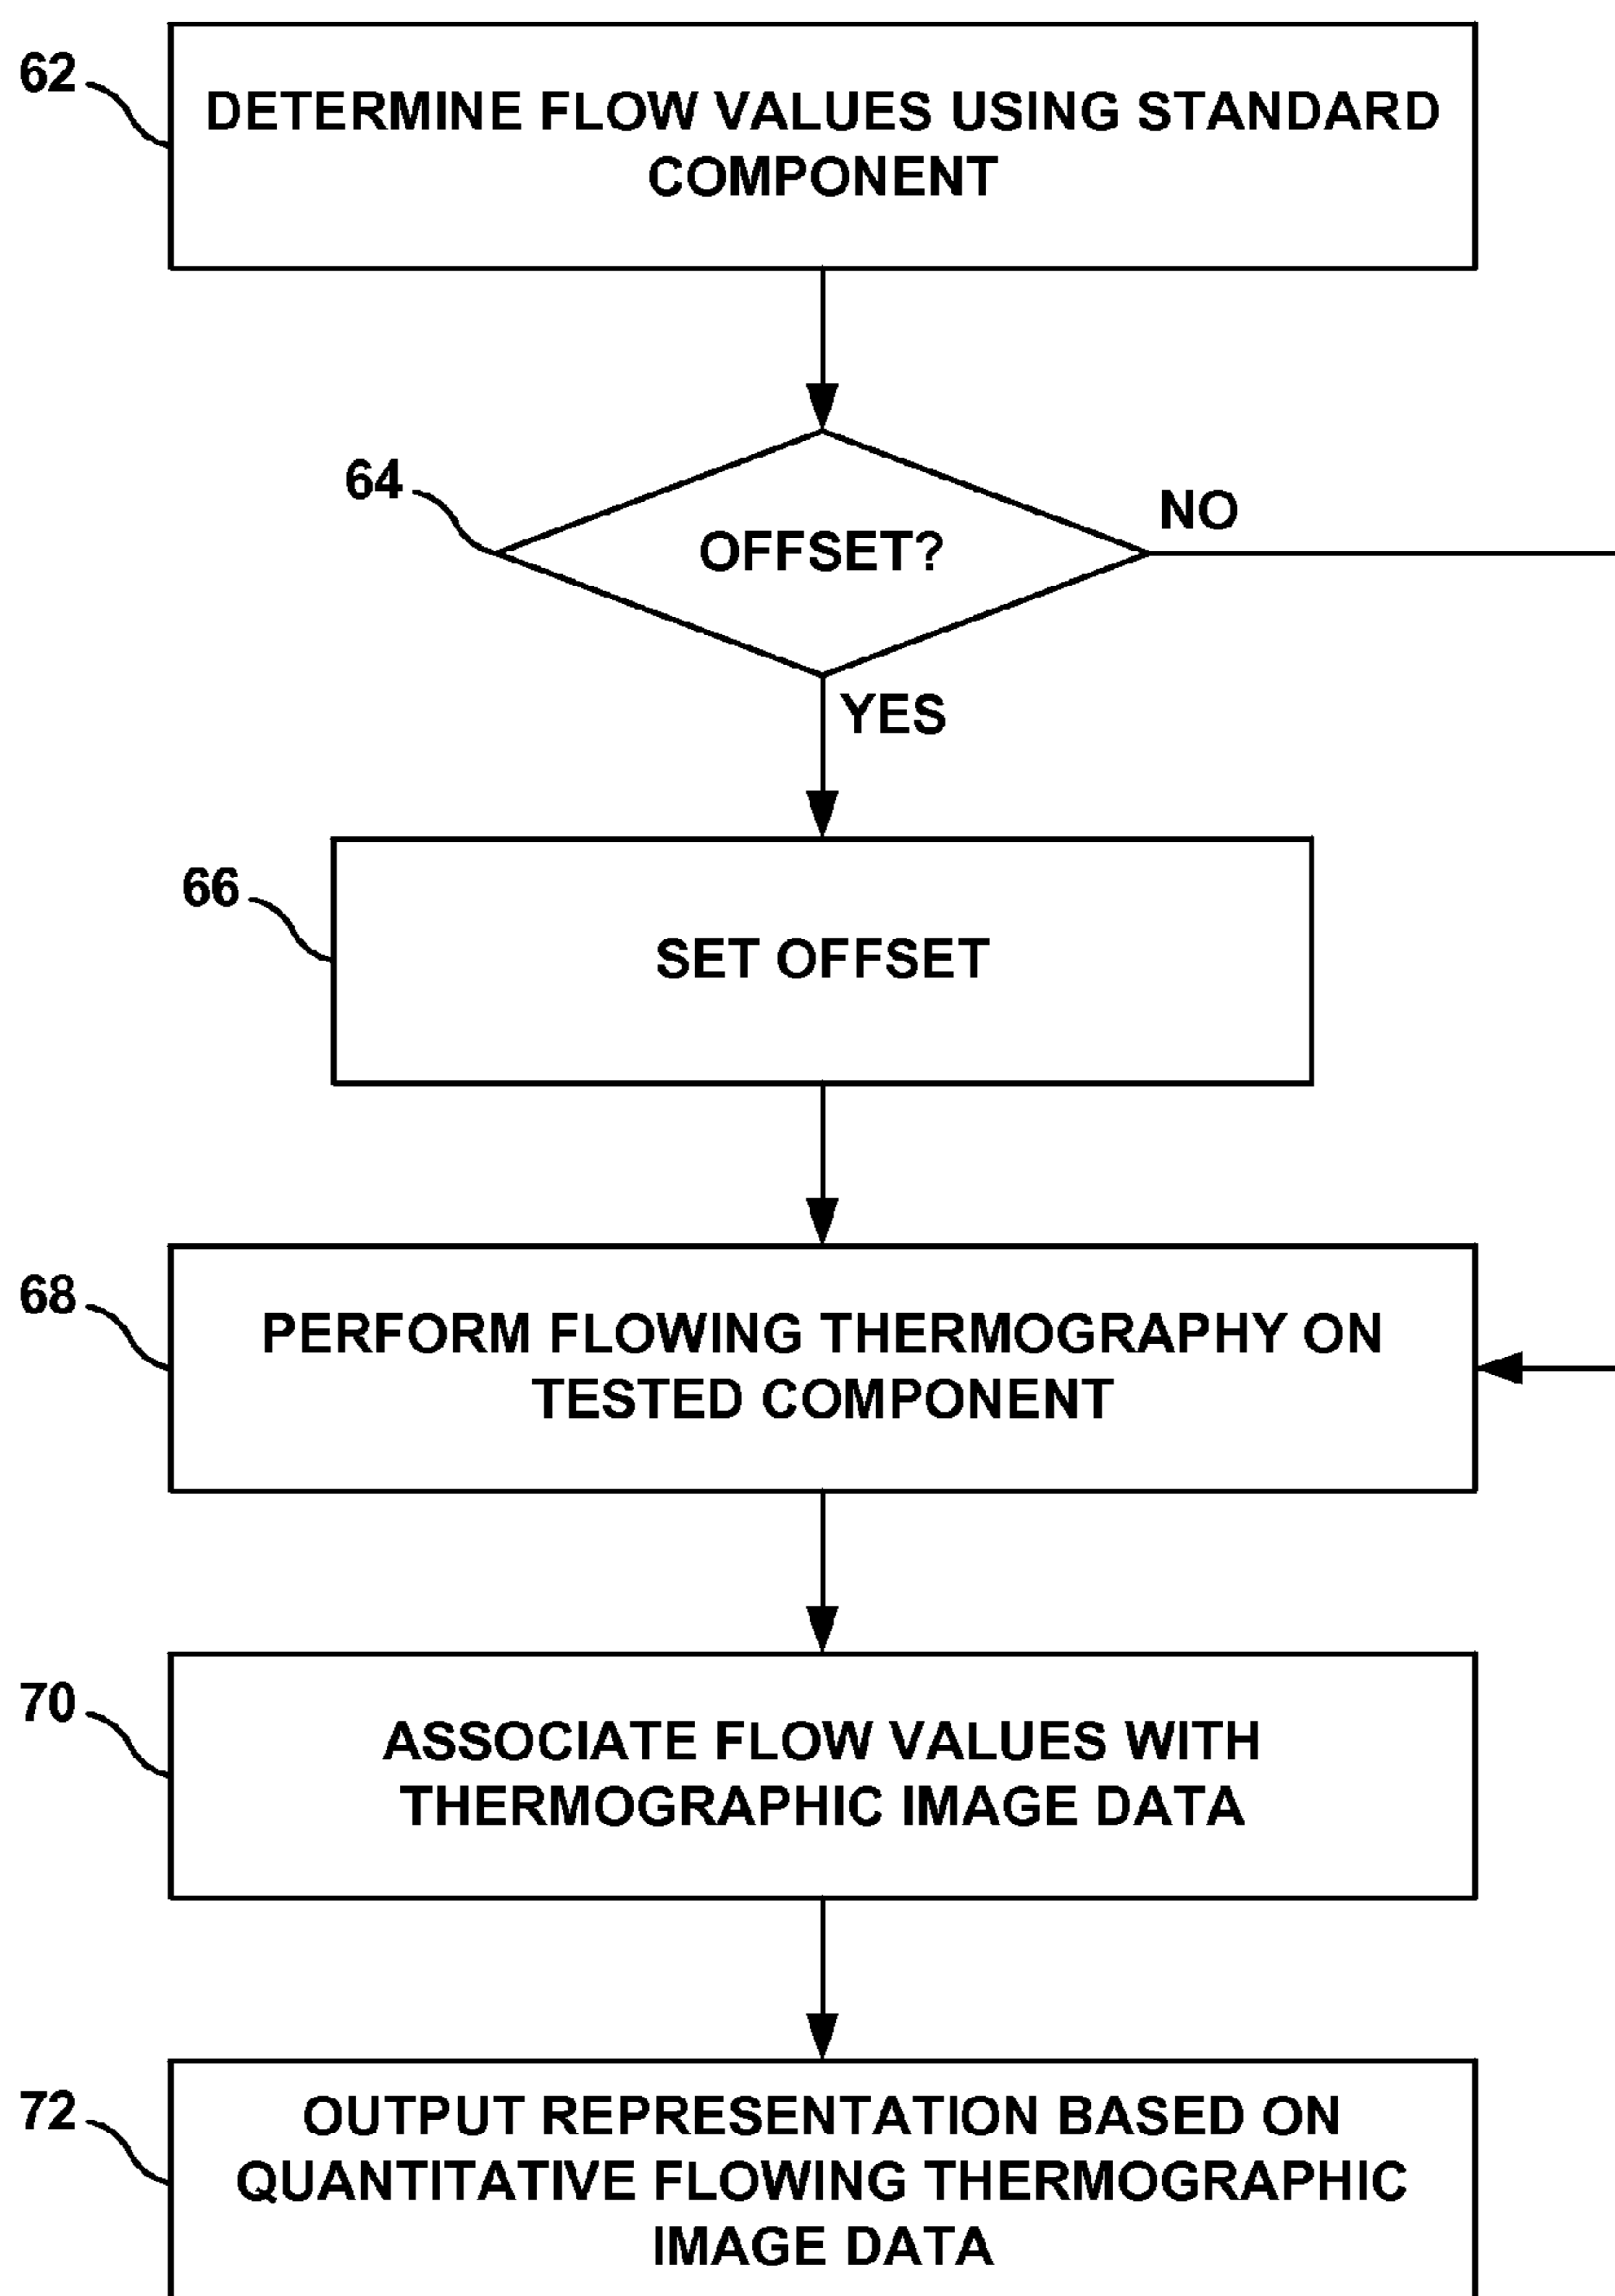 62
DETERMINE FLOW VALUES USING STANDARD
COMPONENT
64
OFFSET?
NO
YES
66
SET OFFSET
68
PERFORM FLOWING THERMOGRAPHY ON
TESTED COMPONENT
70
ASSOCIATE FLOW VALUES WITH
THERMOGRAPHIC IMAGE DATA
72
OUTPUT REPRESENTATION BASED ON
QUANTITATIVE FLOWING THERMOGRAPHIC
IMAGE DATA